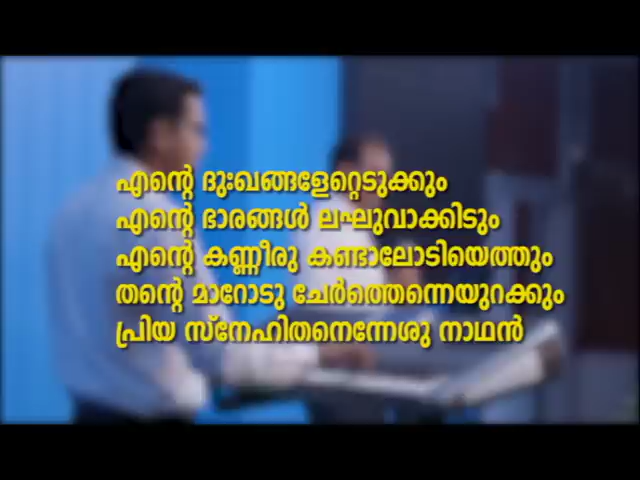 എന്റെ ദുഃഖങ്ങളേറ്റെടുക്കും
എന്റെ ഭാരങ്ങൾ ലഘുവാക്കിടും
എന്റെ കണ്ണീരു കണ്ടാലോടിയെത്തും
തന്റെ മാറോടു ചേർത്തെന്നെയുറക്കും
പ്രിയ സ്നേഹിതനെന്നേശു നാഥൻ